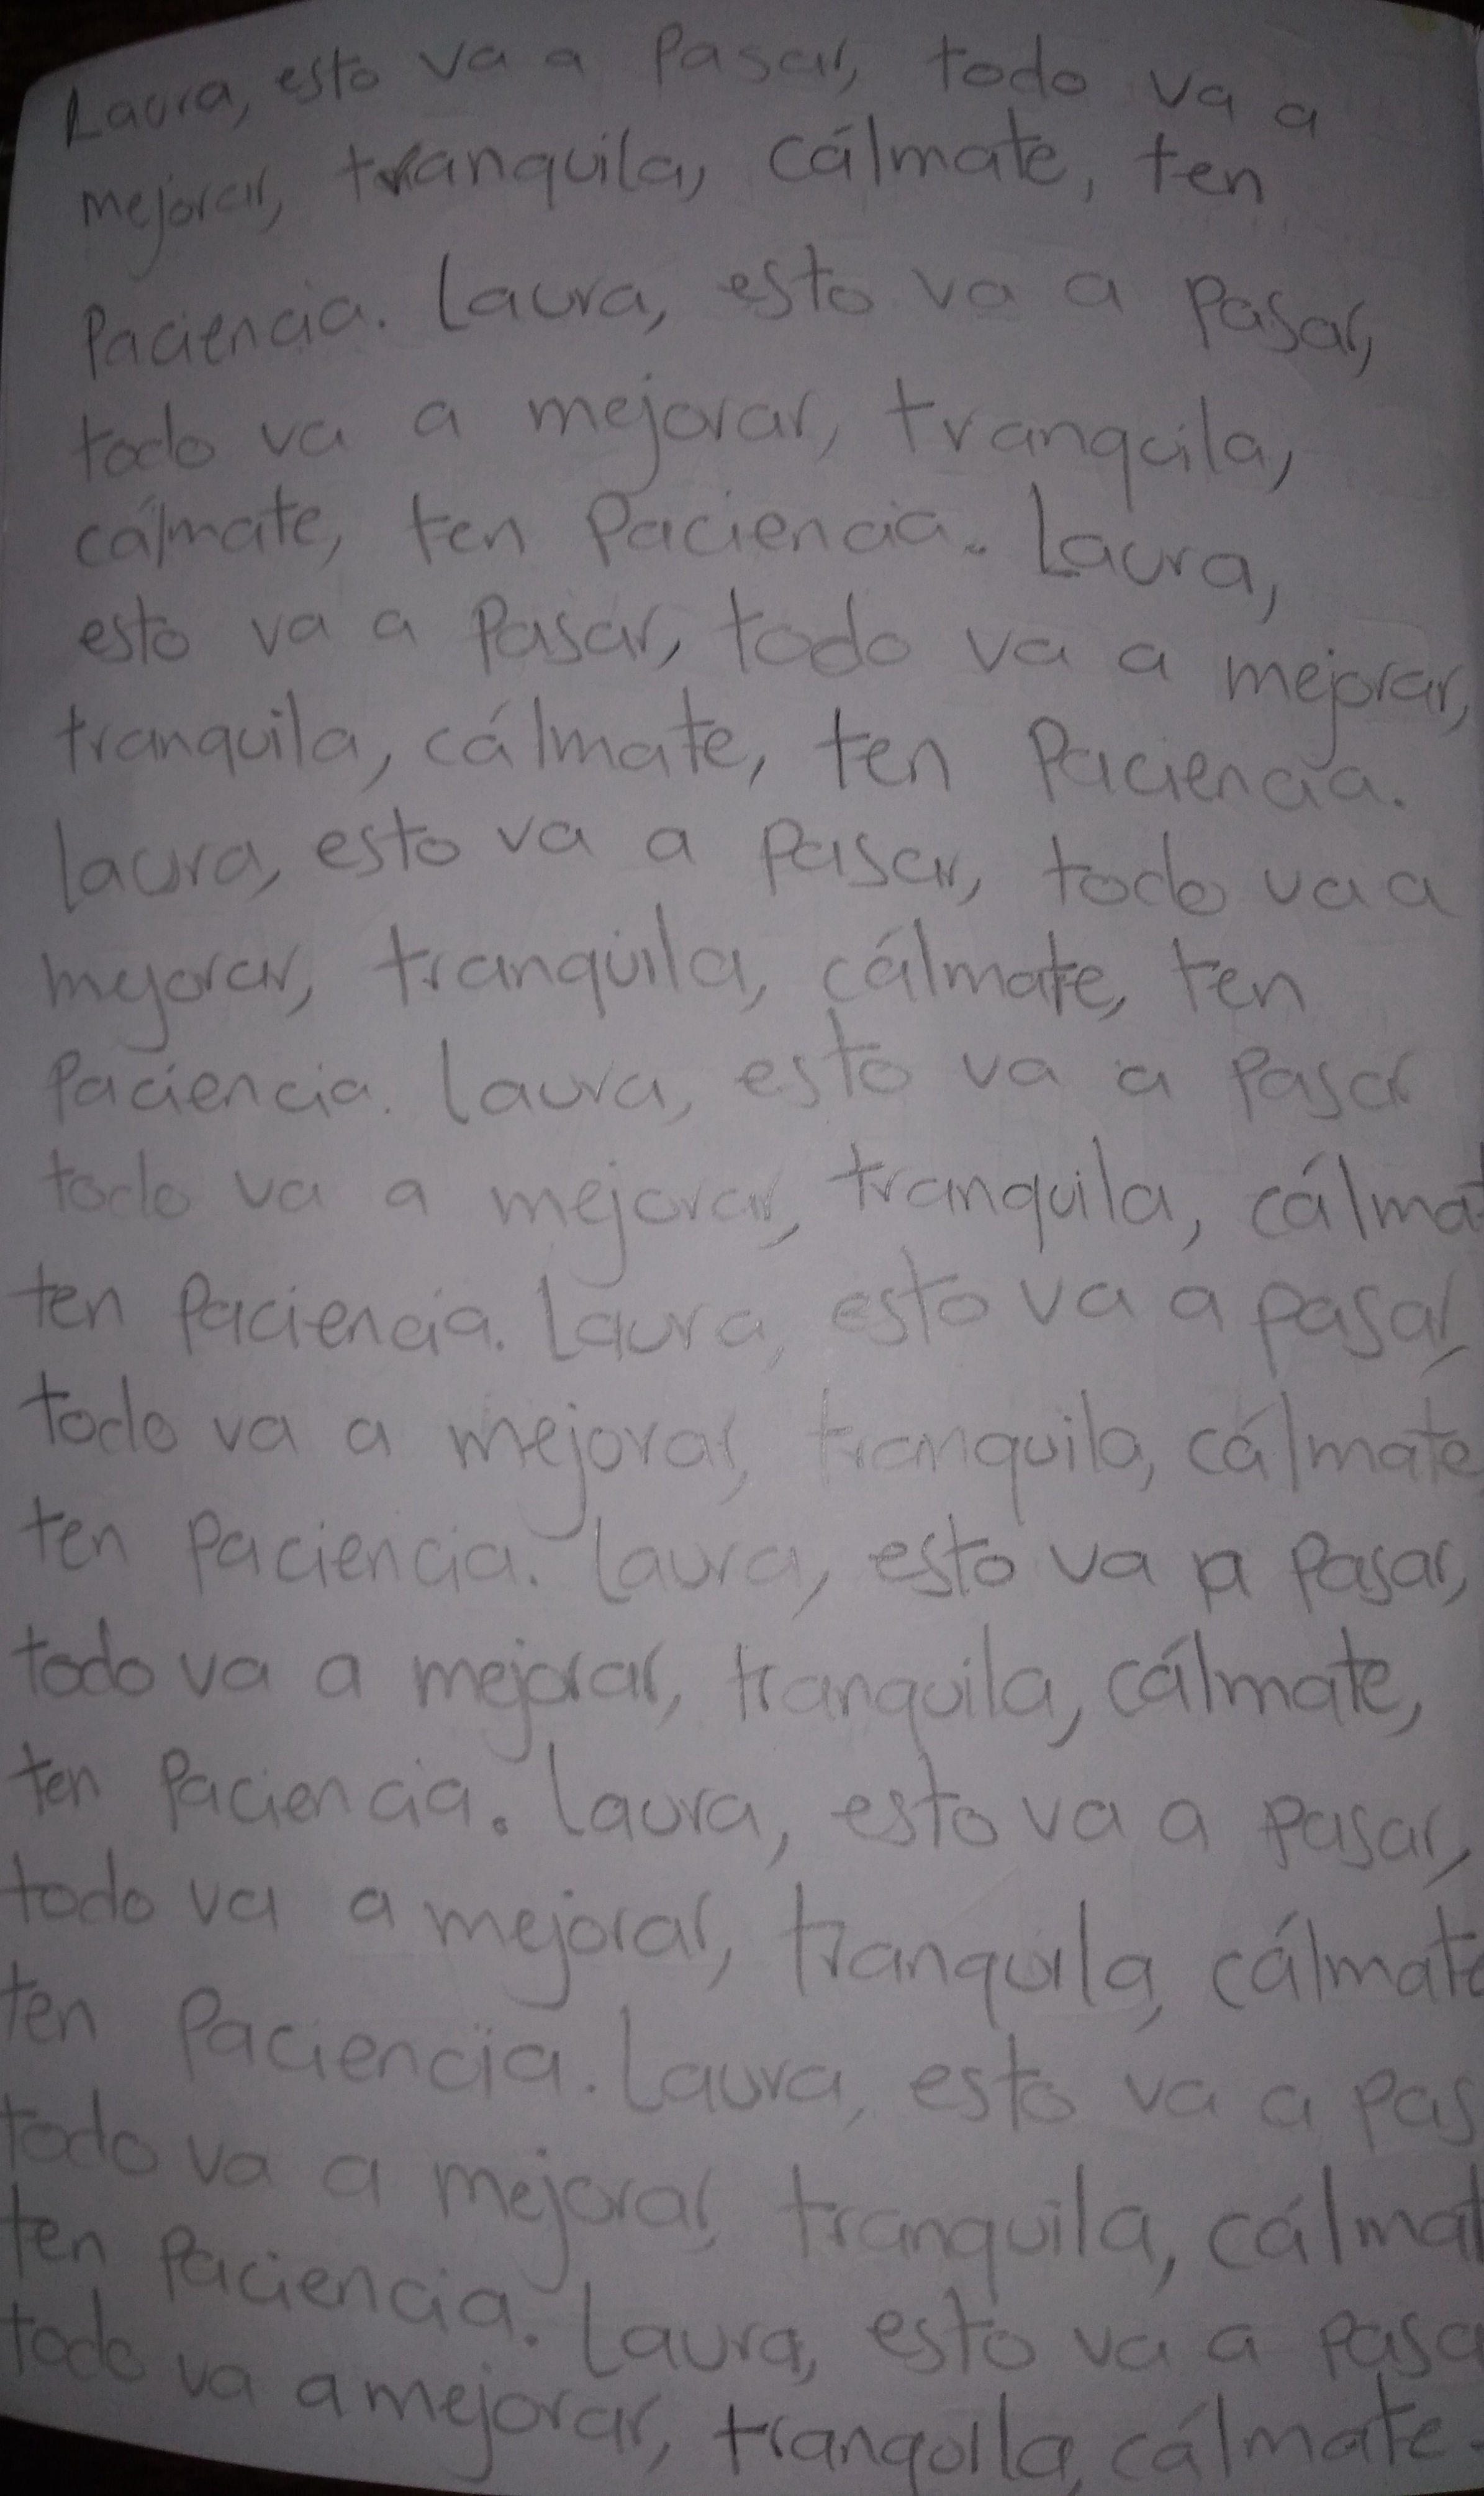 Laura, esto va a Pasar, todo va a
mejorar, tranquila, cálmate, ten
Paciencia. Laura, esto va a Pasar,
todo va a mejorar, tranquila,
cálmate, ten Paciencia. Laura,
esto va a Pasar, todo va a mejorar,
tranquila, cálmate, ten Paciencia.
Laura, esto va a Pasar, todo va a
mejorar, tranquila, cálmate, ten
Paciencia. Laura, esto va a Pasar
todo va a mejorar, tranquila, cálmat
ten Paciencia. Laura, esto va a pasar,
todo va a mejorar, tranquila, cálmate,
ten Paciencia. Laura, esto va a Pasar,
todo va a mejorar, tranquila, cálmate,
ten Paciencia. Laura, esto va a Pasar,
todo va a mejorar, tranquila, cálmate
ten Paciencia. Laura, esto va a Pas
todo va a mejorar, tranquila, cálmat
ten Paciencia. Laura, esto va a Pasa
todo va a mejorar, tranquila, cálmate.